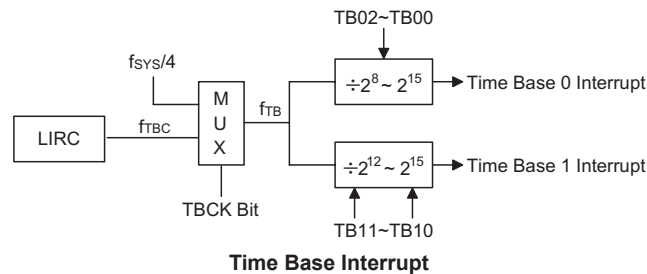 TB02~TB00
fSYS/4
÷2^8 ~ 2^15
Time Base 0 Interrupt
M
U
X
fTB
LIRC
fTBC
÷2^12 ~ 2^15
Time Base 1 Interrupt
TBCK Bit
TB11~TB10
Time Base Interrupt